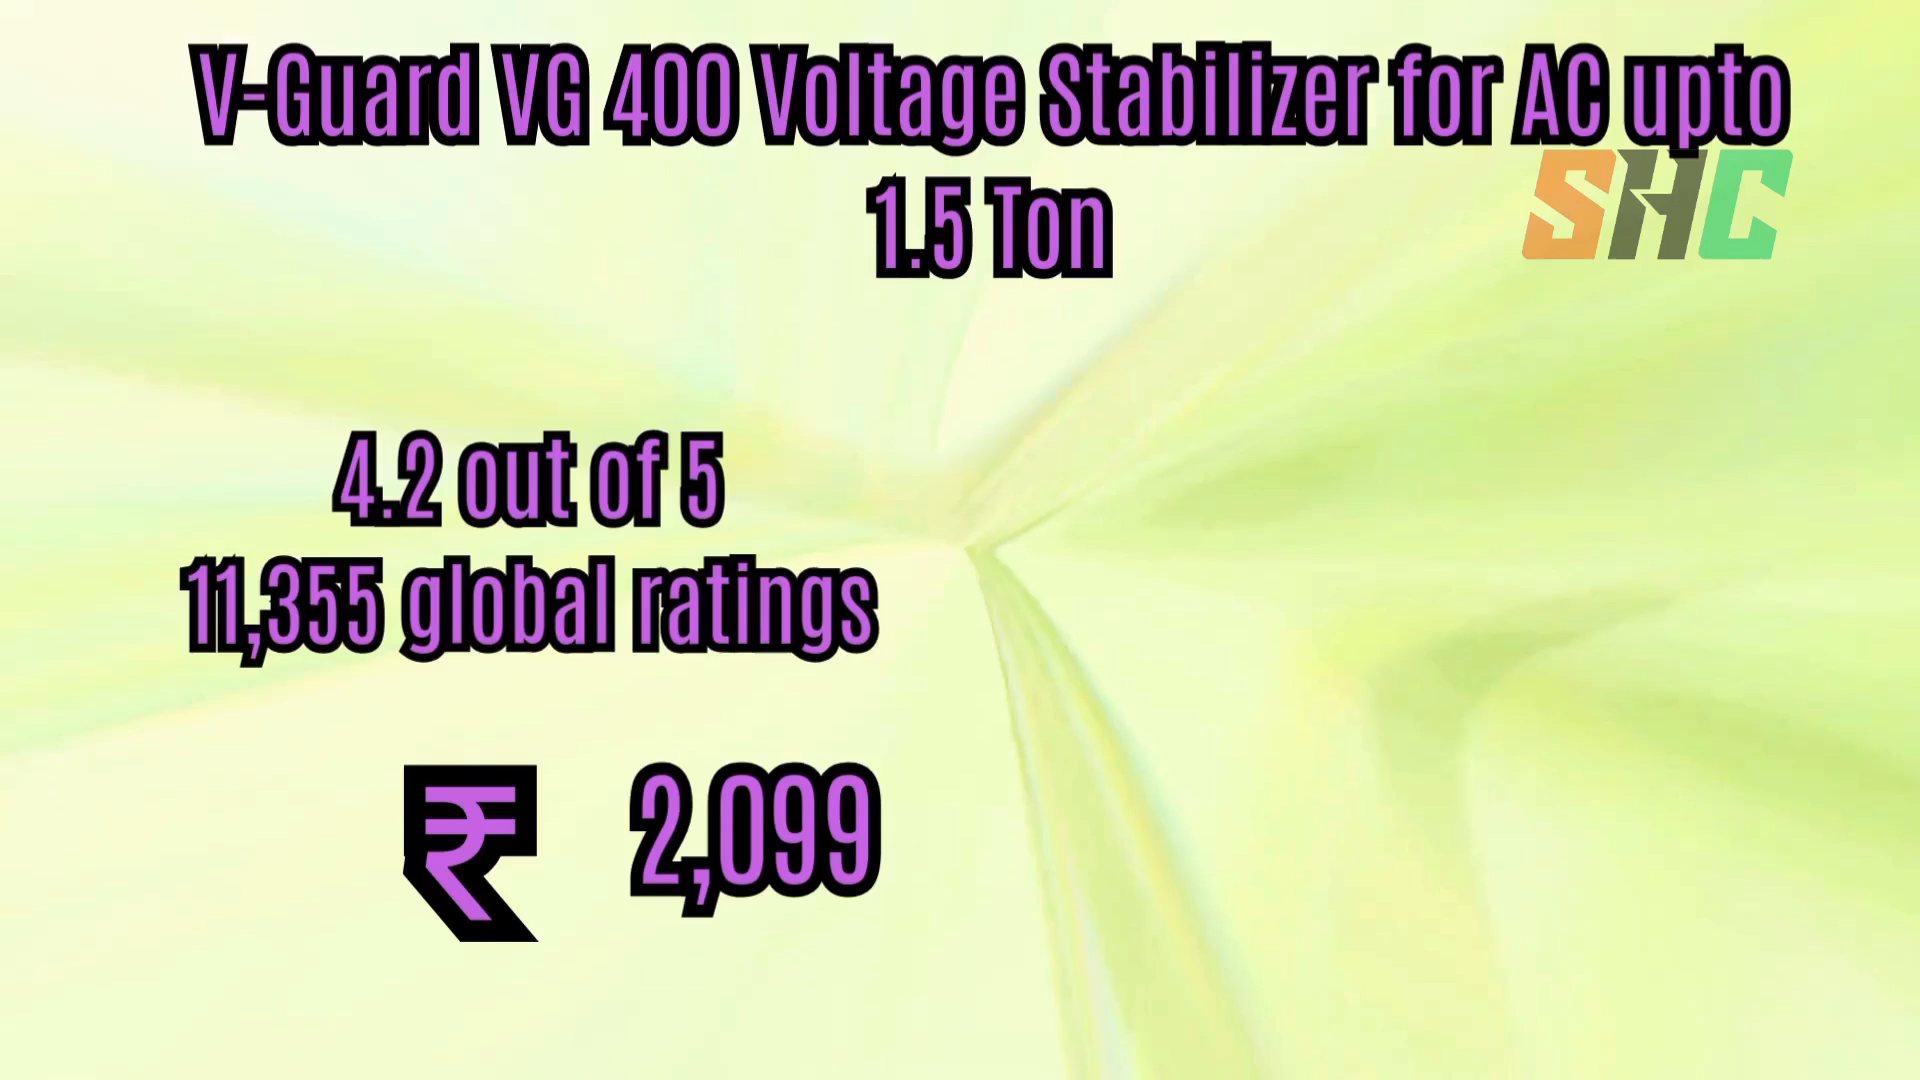 V-Guard VG 400 Voltage Stabilizer for AC upto
1.5 Ton
SHC
4.2 out of 5
11,355 global ratings
₹ 2,099